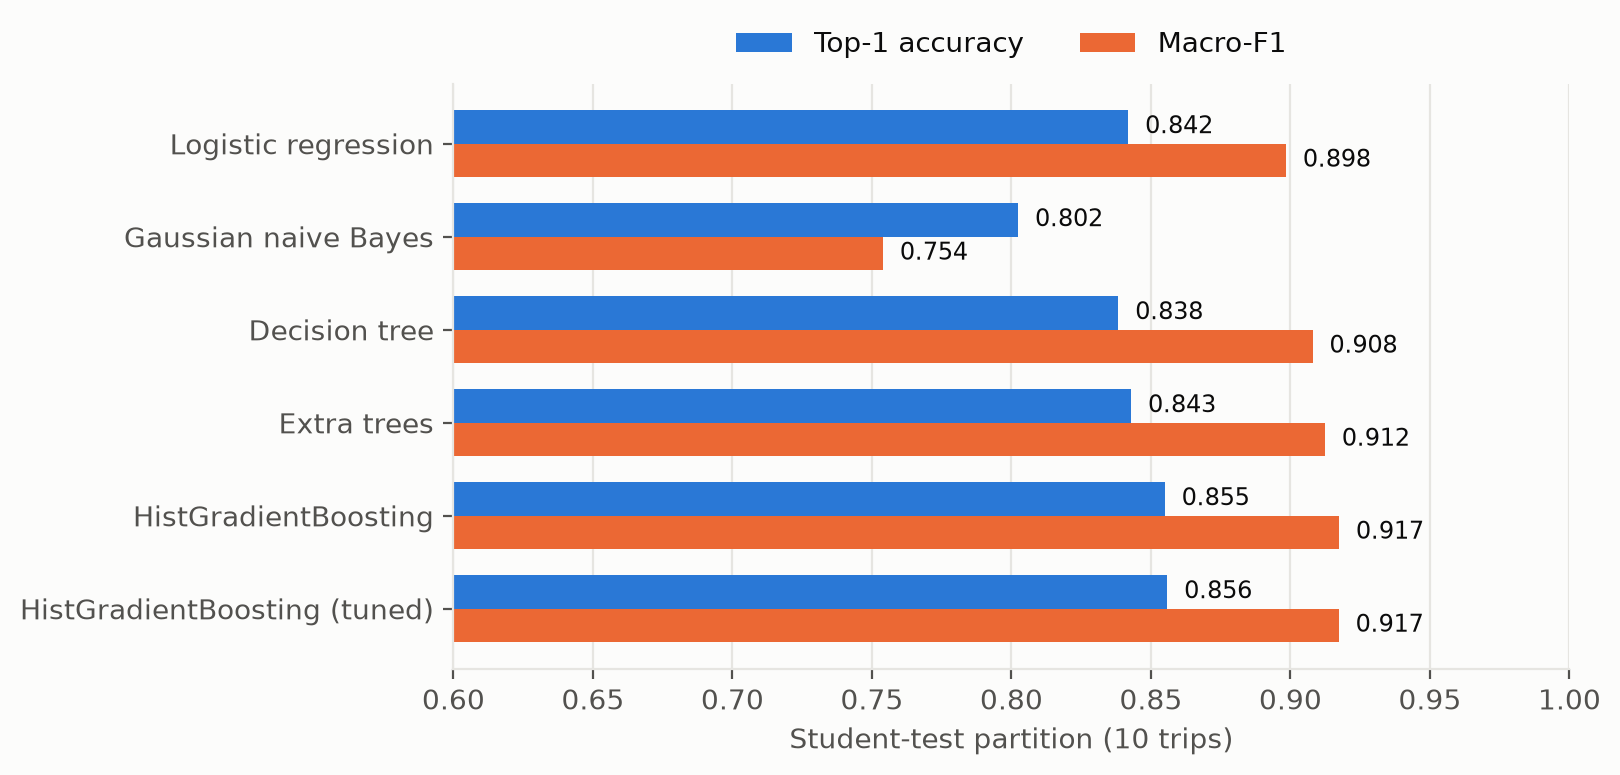 Top-1 accuracy Macro-F1
Logistic regression 0.842
0.898
Gaussian naive Bayes 0.802
0.754
Decision tree 0.838
0.908
Extra trees 0.843
0.912
HistGradientBoosting 0.855
0.917
HistGradientBoosting (tuned) 0.856
0.917
0.60 0.65 0.70 0.75 0.80 0.85 0.90 0.95 1.00
Student-test partition (10 trips)